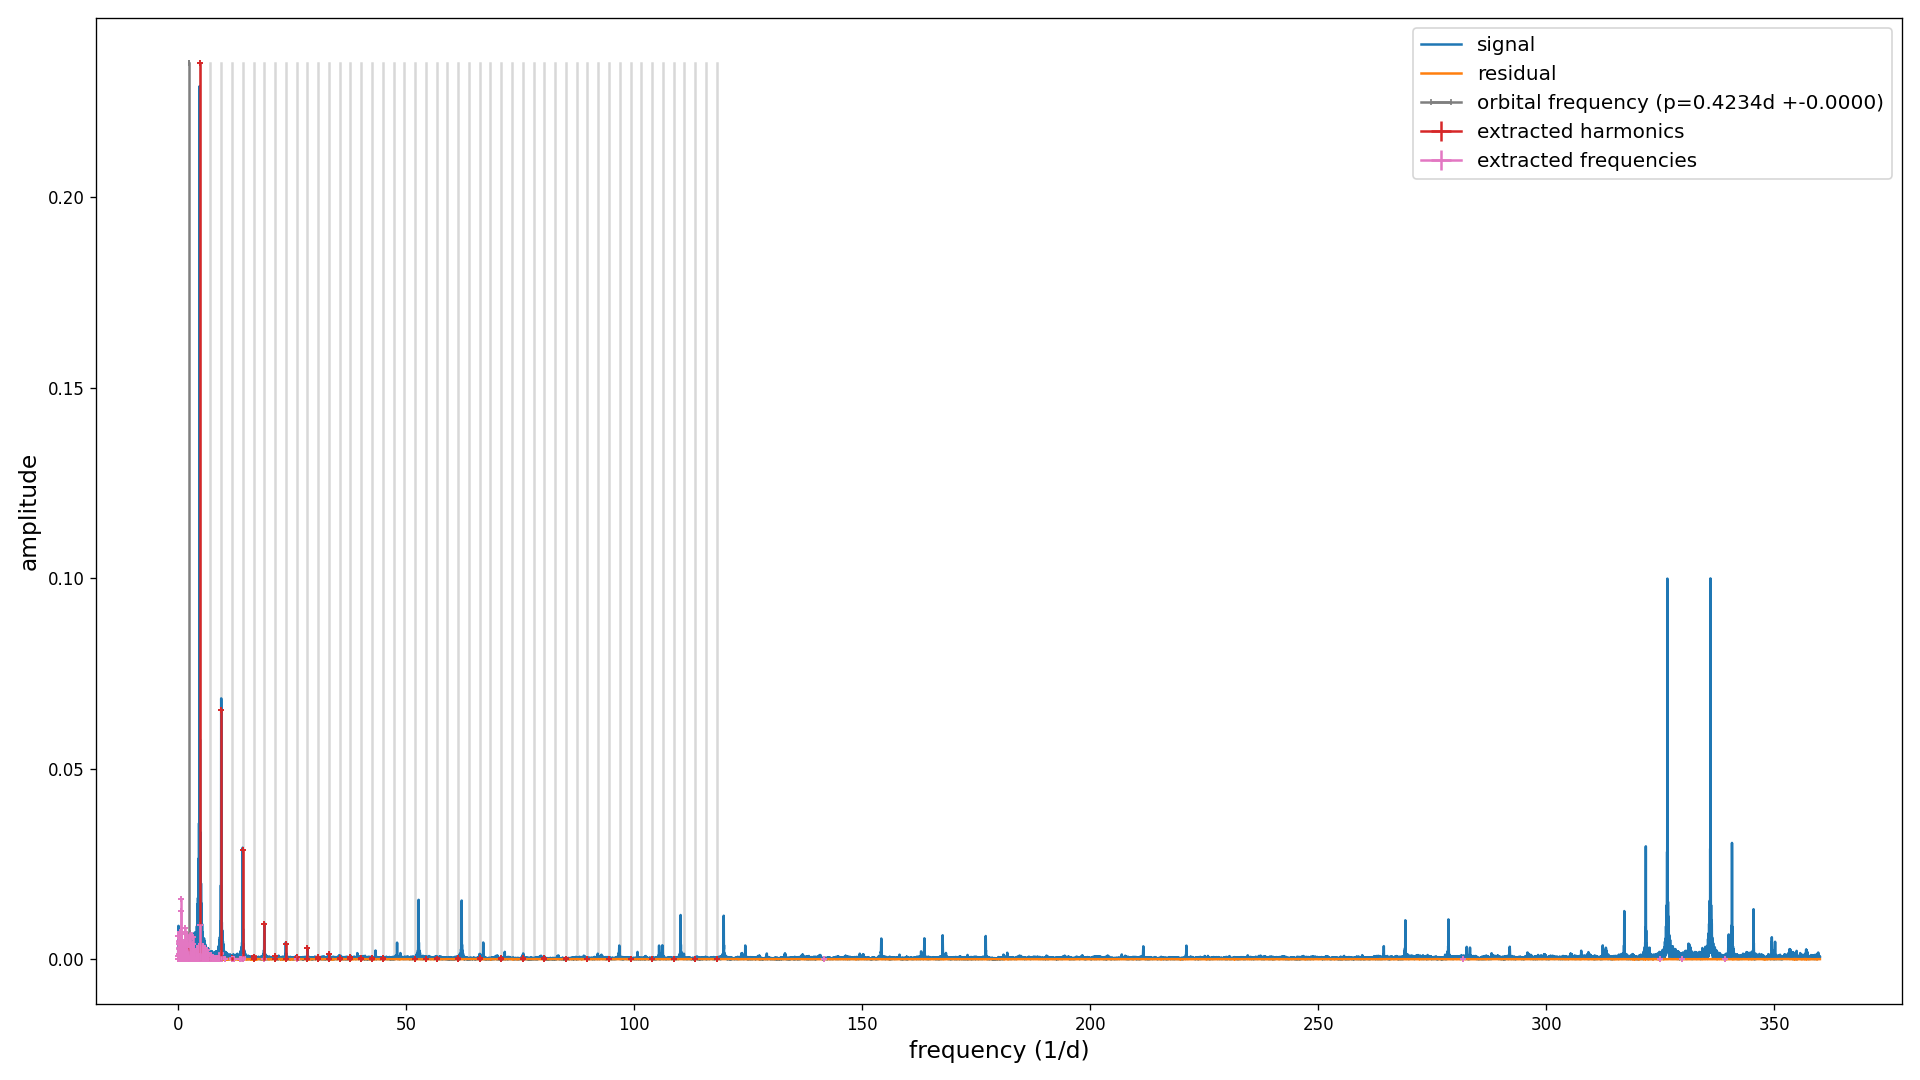 signal
residual
orbital frequency (p=0.4234d +-0.0000)
extracted harmonics
extracted frequencies
amplitude
0.20
0.15
0.10
0.05
0.00
0 50 100 150 200 250 300 350
frequency (1/d)